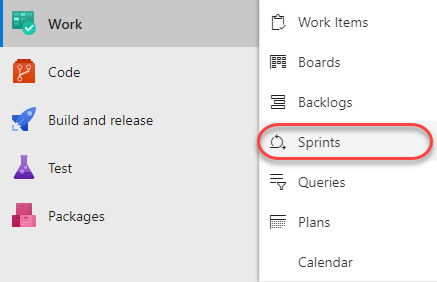 Work
Code
Build and release
Test
Packages
Work Items
Boards
Backlogs
Sprints
Queries
Plans
Calendar